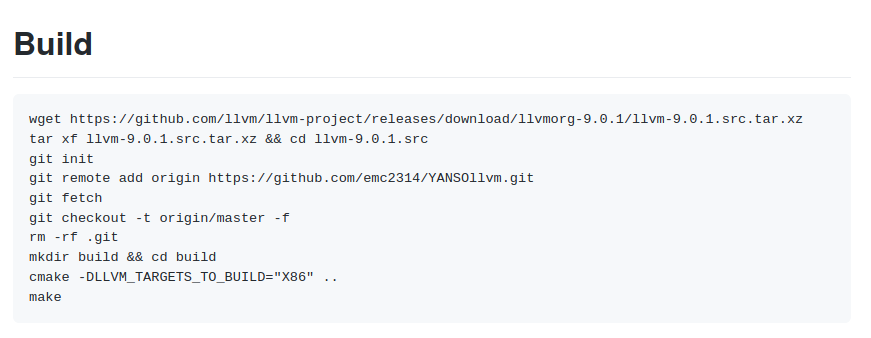 Build
wget https://github.com/llvm/llvm-project/releases/download/llvmorg-9.0.1/llvm-9.0.1.src.tar.xz
tar xf llvm-9.0.1.src.tar.xz && cd llvm-9.0.1.src
git init
git remote add origin https://github.com/emc2314/YANSOllvm.git
git fetch
git checkout -t origin/master -f
rm -rf .git
mkdir build && cd build
cmake -DLLVM_TARGETS_TO_BUILD="X86" ..
make